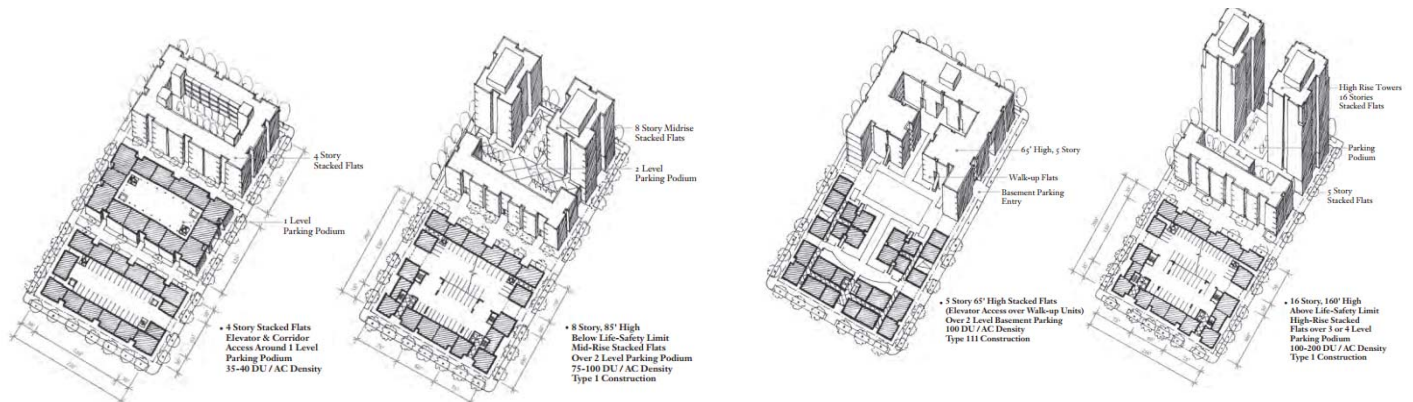 4 Story
Stacked Flats
1 Level
Parking Podium
• 4 Story Stacked Flats
Elevator & Corridor
Access Around 1 Level
Parking Podium
35-40 DU / AC Density
8 Story Midrise
Stacked Flats
2 Level
Parking Podium
• 8 Story, 85' High
Below Life-Safety Limit
Mid-Rise Stacked Flats
Over 2 Level Parking Podium
75-100 DU / AC Density
Type 1 Construction
65' High, 5 Story
Walk-up Flats
Basement Parking
Entry
• 5 Story 65' High Stacked Flats
(Elevator Access over Walk-up Units)
Over 2 Level Basement Parking
100 DU / AC Density
Type 111 Construction
High Rise Towers
16 Stories
Stacked Flats
Parking
Podium
5 Story
Stacked Flats
• 16 Story, 160' High
Above Life-Safety Limit
High-Rise Stacked
Flats over 3 or 4 Level
Parking Podium
100-200 DU / AC Density
Type 1 Construction